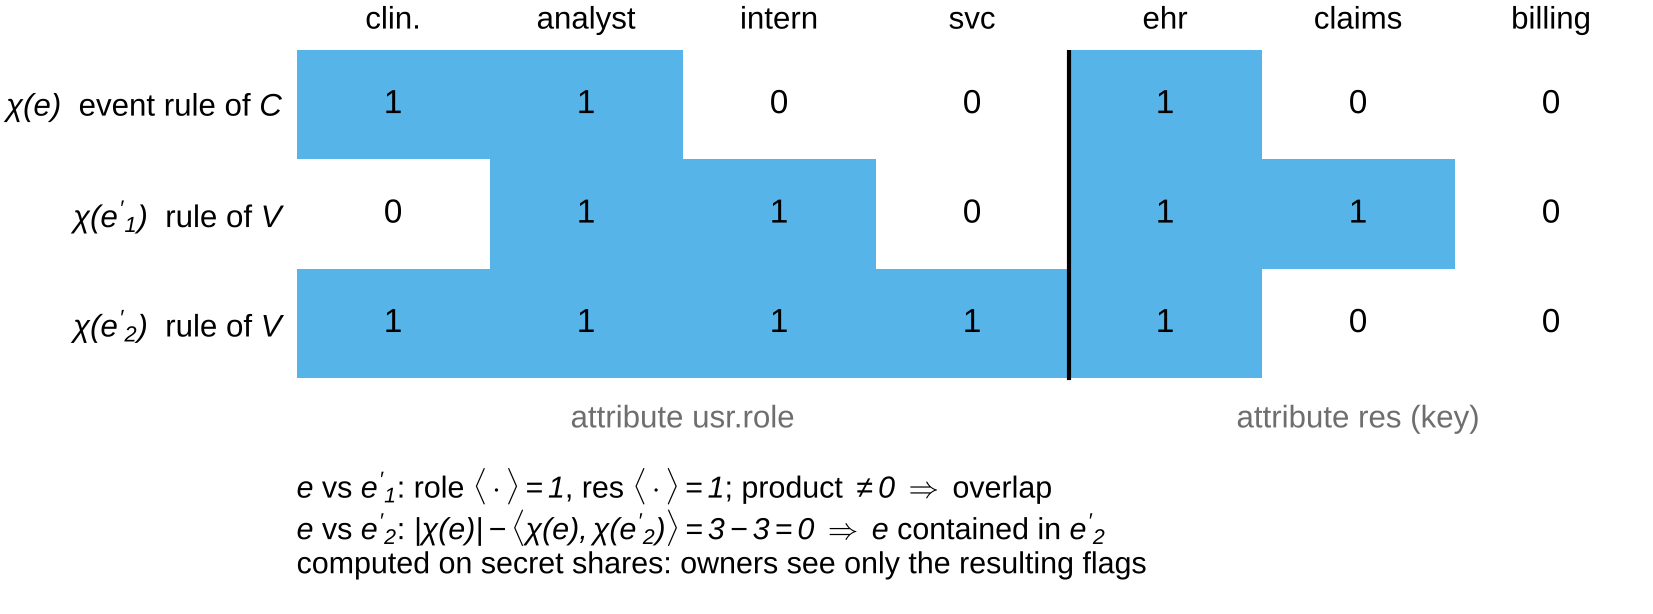 clin. analyst intern svc ehr claims billing
χ(e) event rule of C 1 1 0 0 1 0 0
χ(e′₁) rule of V 0 1 1 0 1 1 0
χ(e′₂) rule of V 1 1 1 1 1 0 0
attribute usr.role attribute res (key)
e vs e′₁: role ⟨ · ⟩ = 1, res ⟨ · ⟩ = 1; product ≠ 0 ⇒ overlap
e vs e′₂: |χ(e)| − ⟨χ(e), χ(e′₂)⟩ = 3 − 3 = 0 ⇒ e contained in e′₂
computed on secret shares: owners see only the resulting flags